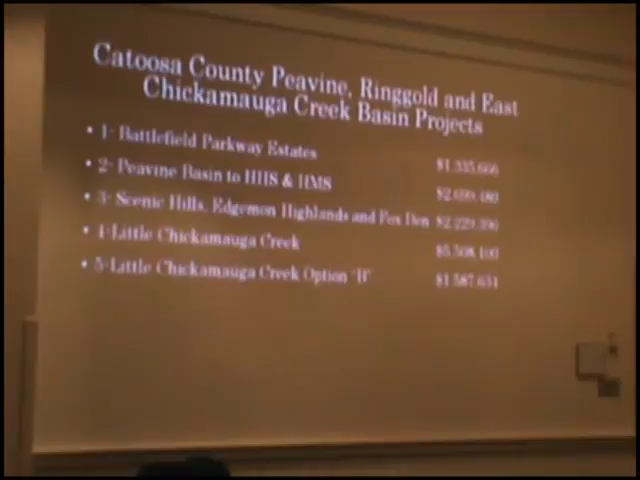 Catoosa County Peavine, Ringgold and East
Chickamauga Creek Basin Projects
• 1- Battlefield Parkway Estates
• 2- Peavine Basin to HHS & HMS
• 3- Scenic Hills, Edgemon Highlands and Fox Den
• 4-Little Chickamauga Creek
• 5-Little Chickamauga Creek Option "B"